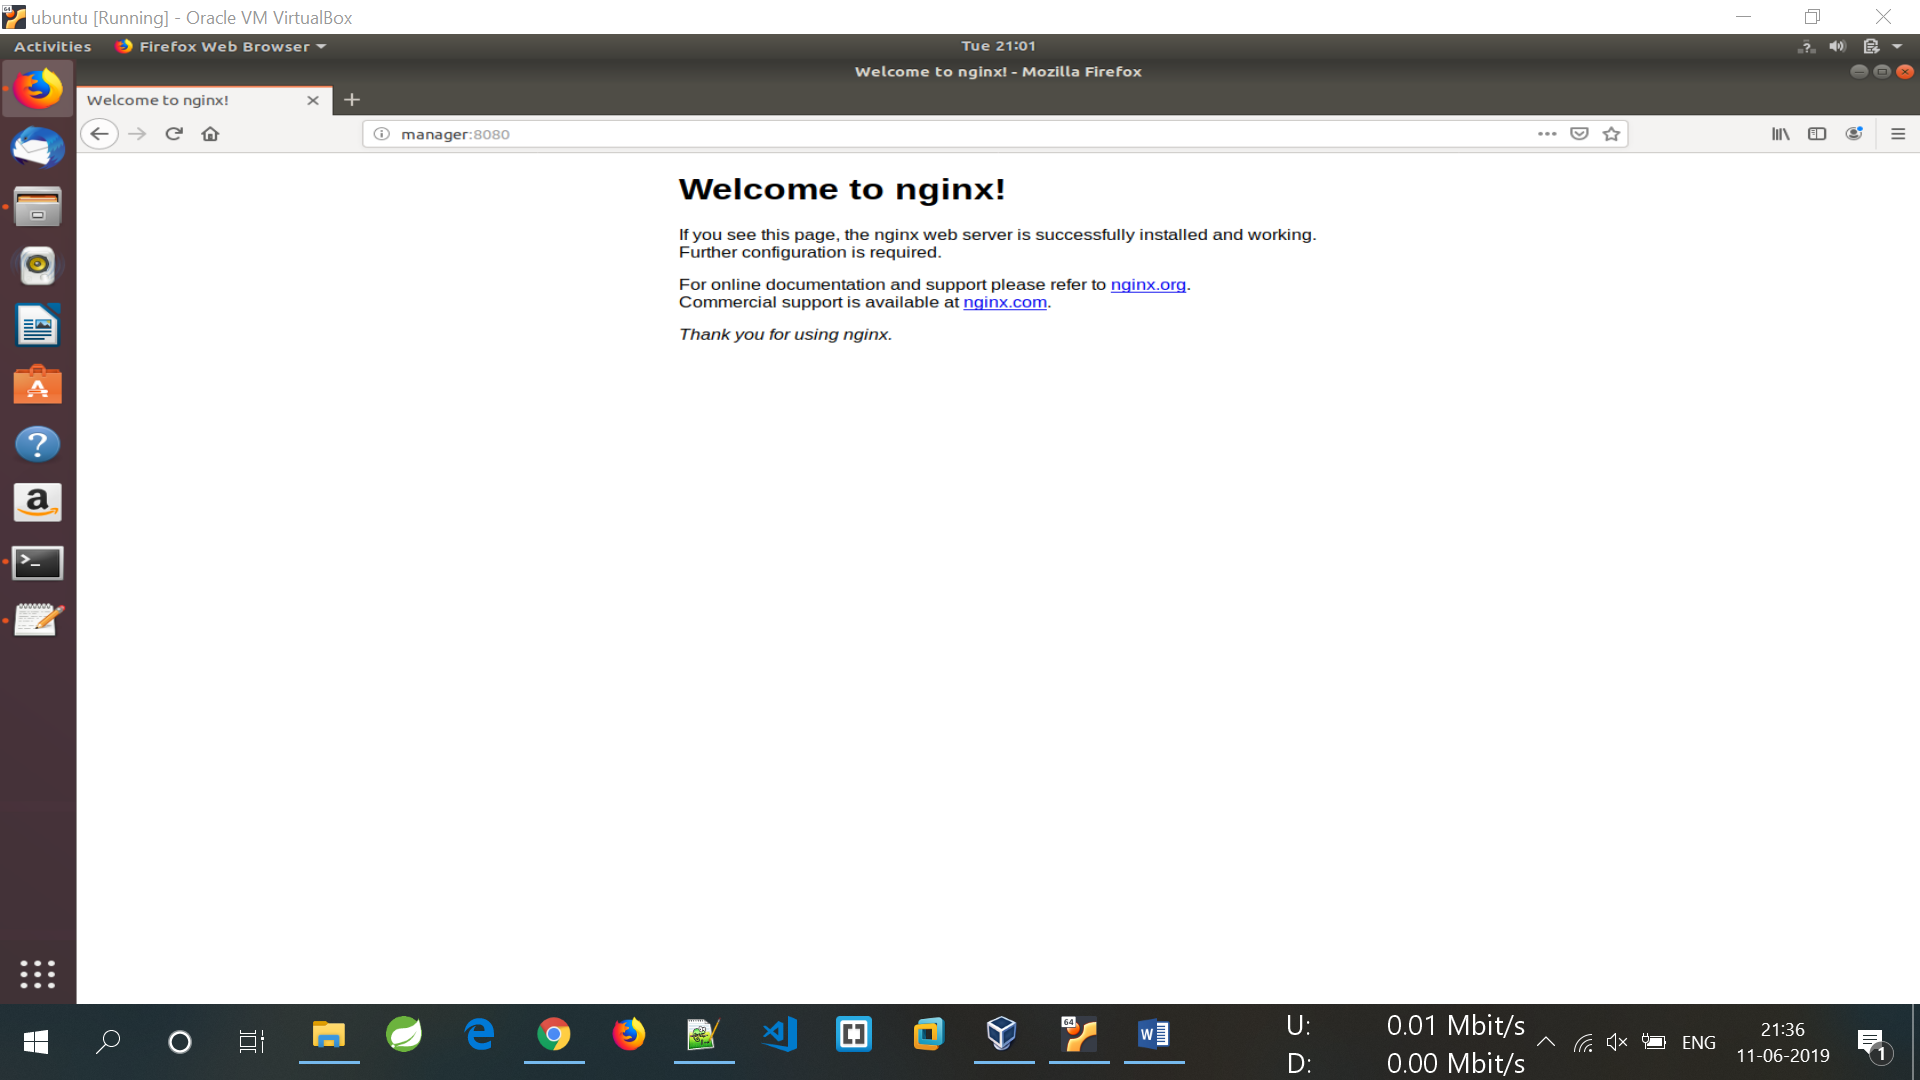 ubuntu [Running] - Oracle VM VirtualBox
Activities Firefox Web Browser Tue 21:01
Welcome to nginx! - Mozilla Firefox
Welcome to nginx!
manager:8080
Welcome to nginx!
If you see this page, the nginx web server is successfully installed and working.
Further configuration is required.
For online documentation and support please refer to nginx.org.
Commercial support is available at nginx.com.
Thank you for using nginx.
U: 0.01 Mbit/s
D: 0.00 Mbit/s
ENG
21:36
11-06-2019
1